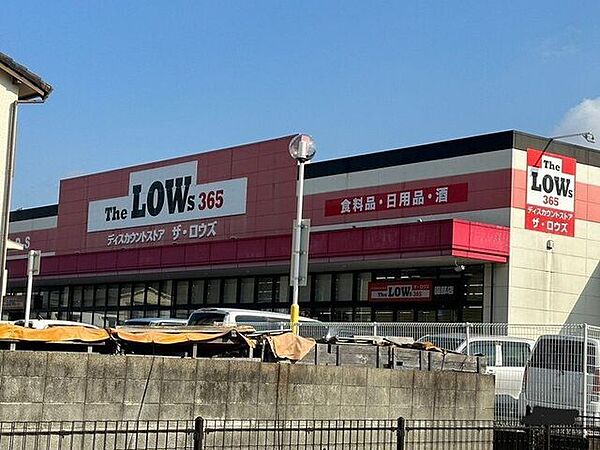 The LOWs 365
ディスカウントストア ザ・ロウズ
食料品・日用品・酒
The
LOWs
365
ディスカウントストア
ザ・ロウズ
The LOWs 365